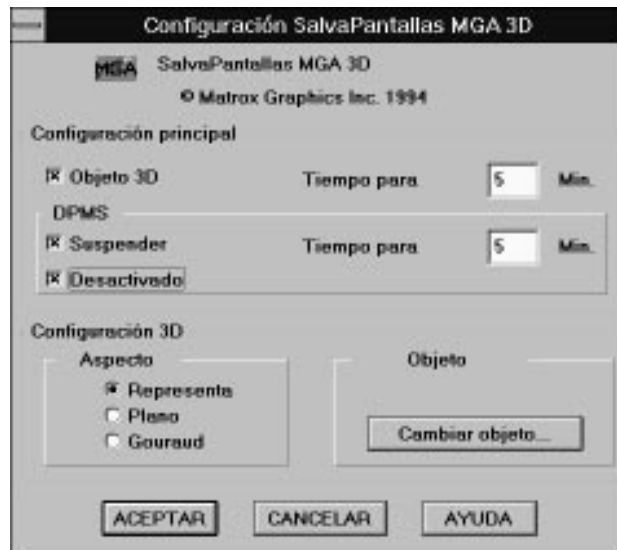 Configuración SalvaPantallas MGA 3D
MGA SalvaPantallas MGA 3D
© Matrox Graphics Inc. 1994
Configuración principal
Objeto 3D Tiempo para 5 Min.
DPMS
Suspender Tiempo para 5 Min.
Desactivado
Configuración 3D
Aspecto
Representa
Plano
Gouraud
Objeto
Cambiar objeto...
ACEPTAR CANCELAR AYUDA